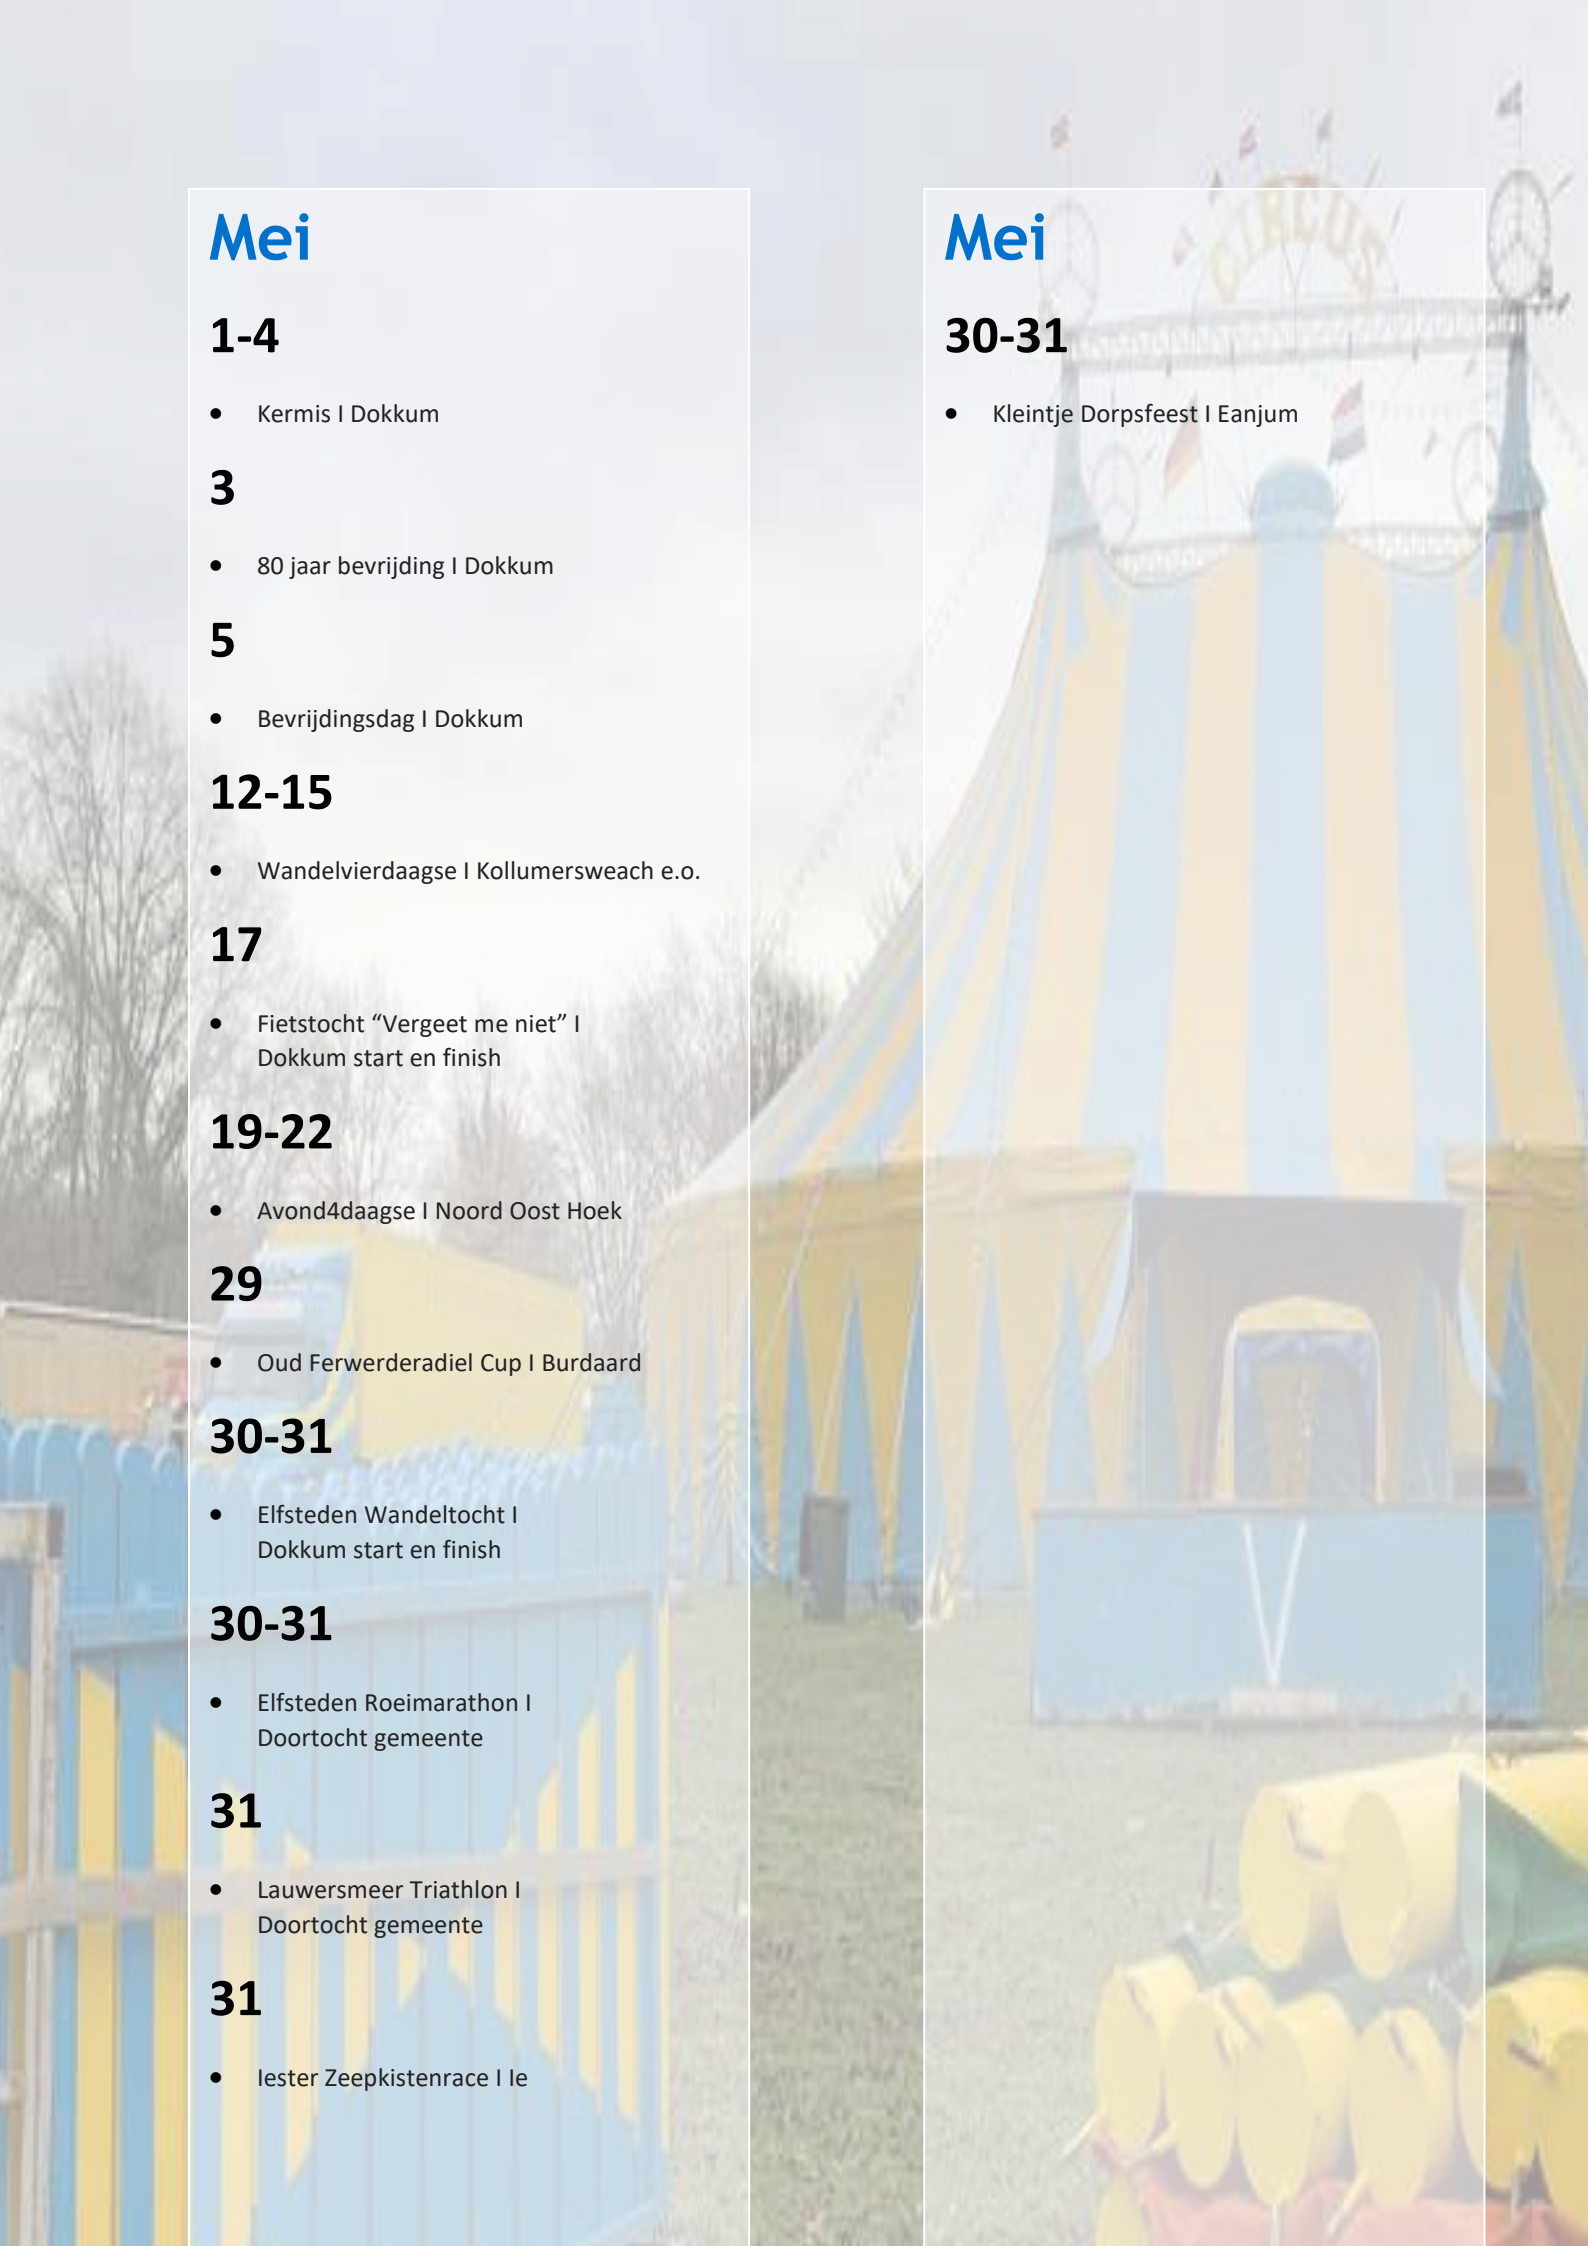 Mei
1-4
• Kermis I Dokkum
3
• 80 jaar bevrijding I Dokkum
5
• Bevrijdingsdag I Dokkum
12-15
• Wandelvierdaagse I Kollumersweach e.o.
17
• Fietstocht “Vergeet me niet” I
Dokkum start en finish
19-22
• Avond4daagse I Noord Oost Hoek
29
• Oud Ferwerderadiel Cup I Burdaard
30-31
• Elfsteden Wandeltocht I
Dokkum start en finish
30-31
• Elfsteden Roeimarathon I
Doortocht gemeente
31
• Lauwersmeer Triathlon I
Doortocht gemeente
31
• Iester Zeepkistenrace I Ie
Mei
30-31
• Kleintje Dorpsfeest I Eanjum
CIRCUS